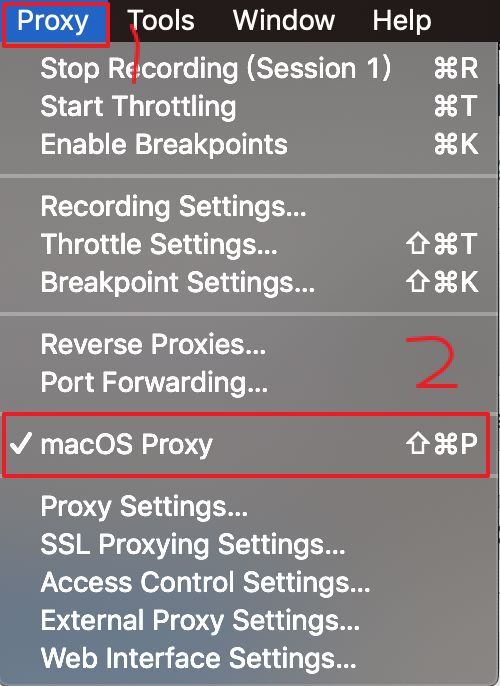 Proxy Tools Window Help
1
Stop Recording (Session 1) ⌘R
Start Throttling ⌘T
Enable Breakpoints ⌘K
Recording Settings...
Throttle Settings... ⇧⌘T
Breakpoint Settings... ⇧⌘K
Reverse Proxies...
Port Forwarding...
2
✓ macOS Proxy ⇧⌘P
Proxy Settings...
SSL Proxying Settings...
Access Control Settings...
External Proxy Settings...
Web Interface Settings...